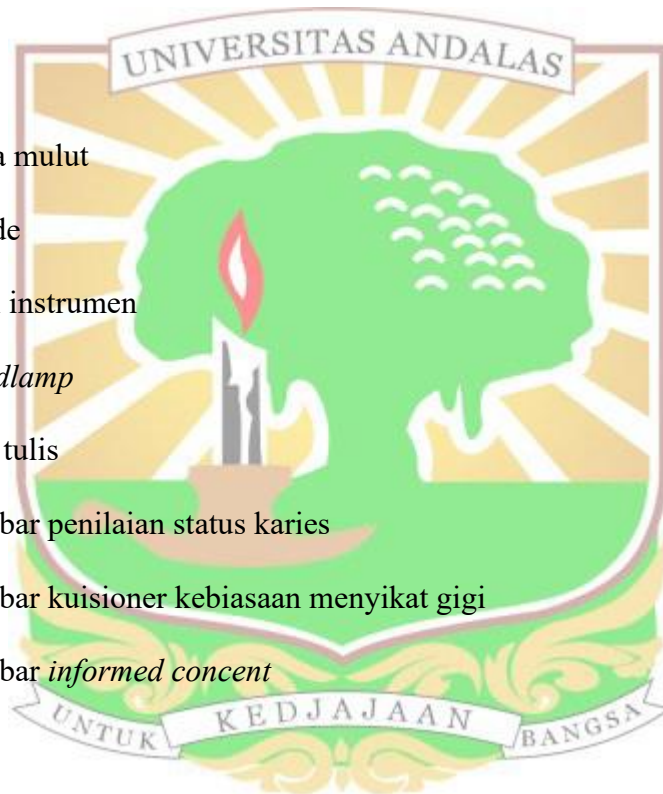 UNIVERSITAS ANDALAS
a mulut
de
instrumen
dlamp
tulis
bar penilaian status karies
bar kuisioner kebiasaan menyikat gigi
bar informed concent
UNTUK KEDJAJAAN BANGSA